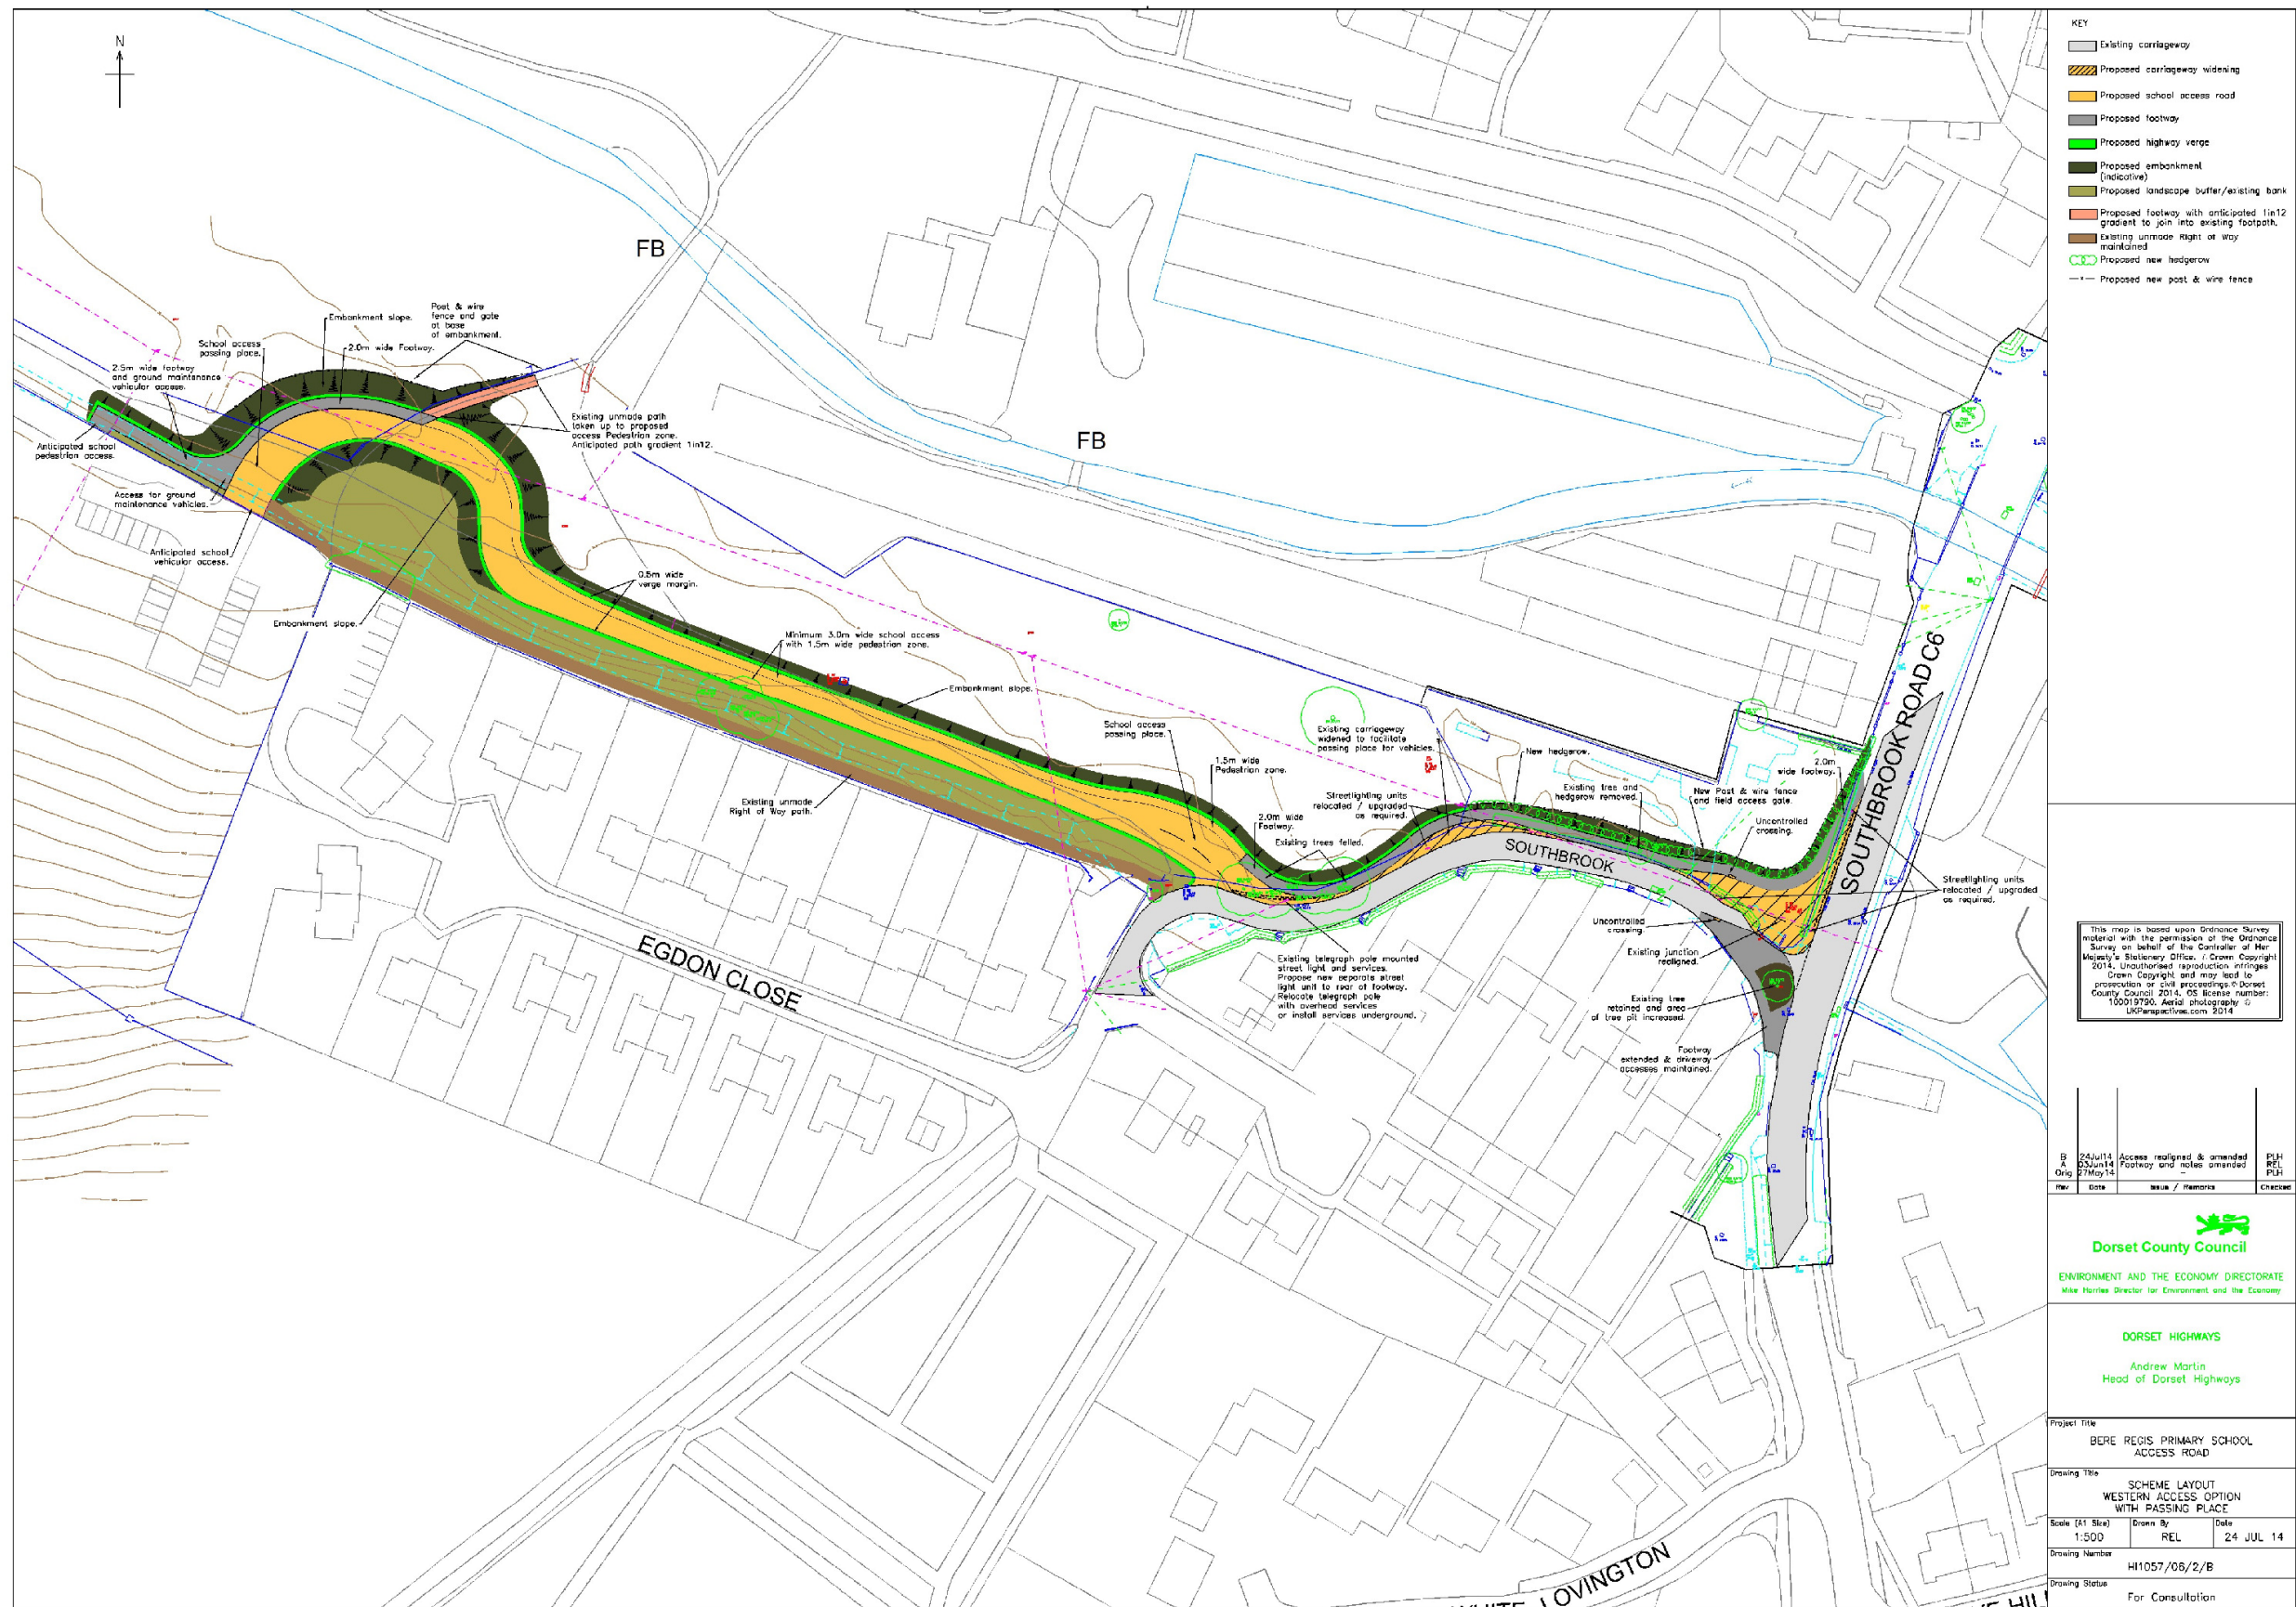 N
FB
FB
Post & wire
fence and gate
at base
of embankment.
Embankment slope.
School access
passing place.
2.0m wide Footway.
2.5m wide footway
and ground maintenance
vehicular access.
Anticipated school
pedestrian access.
Existing unmade path
taken up to proposed
access Pedestrian zone.
Anticipated path gradient 1in12.
Access for ground
maintenance vehicles.
Anticipated school
vehicular access.
Embankment slope.
0.5m wide
verge margin.
Minimum 3.0m wide school access
with 1.5m wide pedestrian zone.
Embankment slope.
Existing unmade
Right of Way path.
School access
passing place.
1.5m wide
Pedestrian zone.
Existing carriageway
widened to facilitate
passing place for vehicles.
Streetlighting units
relocated / upgraded
as required.
2.0m wide
Footway.
Existing trees felled.
New hedgerow.
Existing tree and
hedgerow removed.
New Post & wire fence
and field access gate.
2.0m
wide footway.
Uncontrolled
crossing.
SOUTHBROOK
SOUTHBROOK ROAD C6
Streetlighting units
relocated / upgraded
as required.
Uncontrolled
crossing.
Existing junction
realigned.
Existing tree
retained and area
of tree pit increased.
Footway
extended & driveway
accesses maintained.
Existing telegraph pole mounted
street light and services.
Propose new separate street
light unit to rear of footway.
Relocate telegraph pole
with overhead services
or install services underground.
EGDON CLOSE
WHITE LOVINGTON
KEY
Existing carriageway
Proposed carriageway widening
Proposed school access road
Proposed footway
Proposed highway verge
Proposed embankment
(indicative)
Proposed landscape buffer/existing bank
Proposed footway with anticipated 1in12
gradient to join into existing footpath.
Existing unmade Right of Way
maintained
Proposed new hedgerow
Proposed new post & wire fence
This map is based upon Ordnance Survey
material with the permission of the Ordnance
Survey on behalf of the Controller of Her
Majesty's Stationery Office. © Crown Copyright
2014. Unauthorised reproduction infringes
Crown Copyright and may lead to
prosecution or civil proceedings.© Dorset
County Council 2014. OS license number:
100019790. Aerial photography ©
UKPerspectives.com 2014
B 24Jul14 Access realigned & amended PLH
A 03Jun14 Footway and notes amended REL
Orig 27May14 - PLH
Rev Date Issue / Remarks Checked
Dorset County Council
ENVIRONMENT AND THE ECONOMY DIRECTORATE
Mike Harries Director for Environment and the Economy
DORSET HIGHWAYS
Andrew Martin
Head of Dorset Highways
Project Title
BERE REGIS PRIMARY SCHOOL
ACCESS ROAD
Drawing Title
SCHEME LAYOUT
WESTERN ACCESS OPTION
WITH PASSING PLACE
Scale (A1 Size) Drawn By Date
1:500 REL 24 JUL 14
Drawing Number
HI1057/06/2/B
Drawing Status
For Consultation